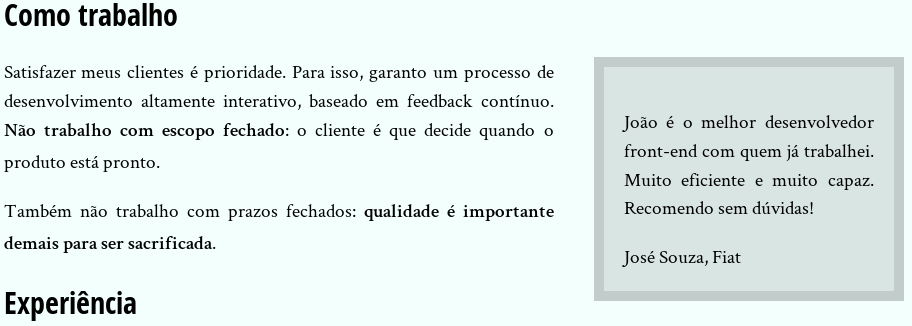 Como trabalho
Satisfazer meus clientes é prioridade. Para isso, garanto um processo de
desenvolvimento altamente interativo, baseado em feedback contínuo.
Não trabalho com escopo fechado: o cliente é que decide quando o
produto está pronto.
Também não trabalho com prazos fechados: qualidade é importante
demais para ser sacrificada.
Experiência
João é o melhor desenvolvedor
front-end com quem já trabalhei.
Muito eficiente e muito capaz.
Recomendo sem dúvidas!
José Souza, Fiat